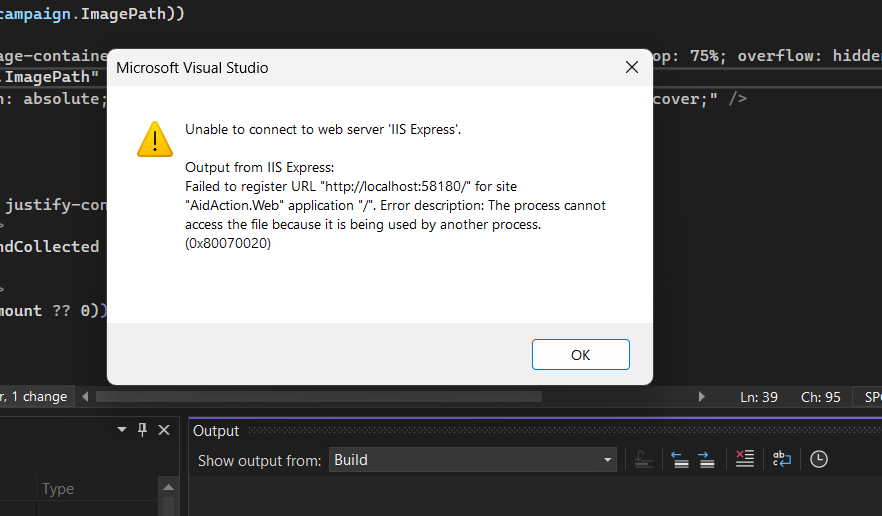 campaign.ImagePath))
age-containe
op: 75%; overflow: hidde
.ImagePath"
n: absolute;
cover;" />
justify-con
>
ndCollected
>
mount ?? 0))
Microsoft Visual Studio
Unable to connect to web server 'IIS Express'.
Output from IIS Express:
Failed to register URL "http://localhost:58180/" for site
"AidAction.Web" application "/". Error description: The process cannot
access the file because it is being used by another process.
(0x80070020)
OK
r, 1 change
Ln: 39
Ch: 95
SP
Output
Show output from:
Build
Type